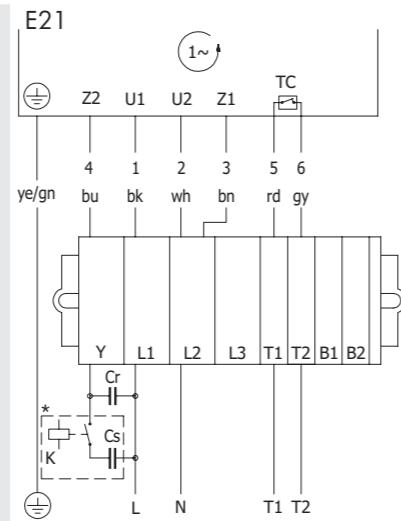 E21
1~
TC
Z2 U1 U2 Z1
4 1 2 3 5 6
ye/gn bu bk wh bn rd gy
Y L1 L2 L3 T1 T2 B1 B2
Cr
*
K Cs
L N T1 T2